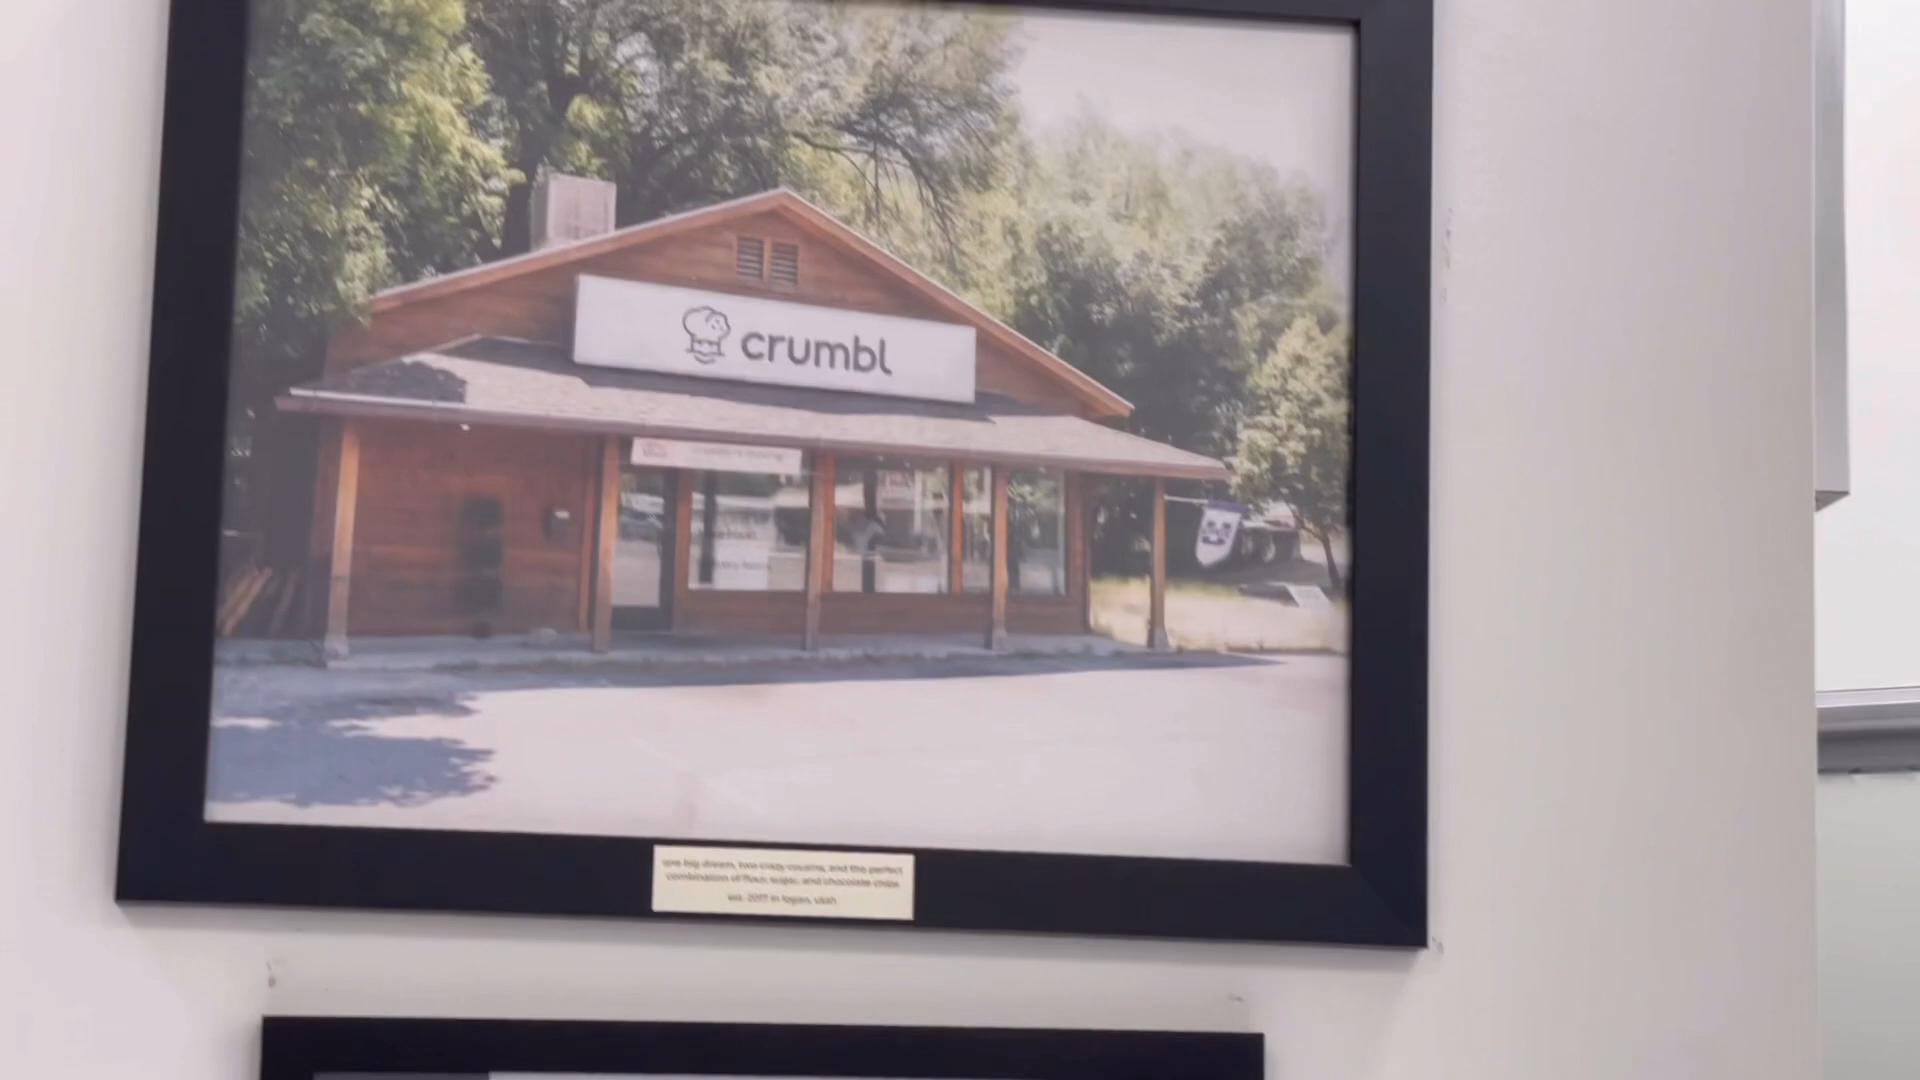 crumbl
one big dream, two crazy cousins, and the perfect
combination of flour, sugar, and chocolate chips
est. 2017 in logan, utah